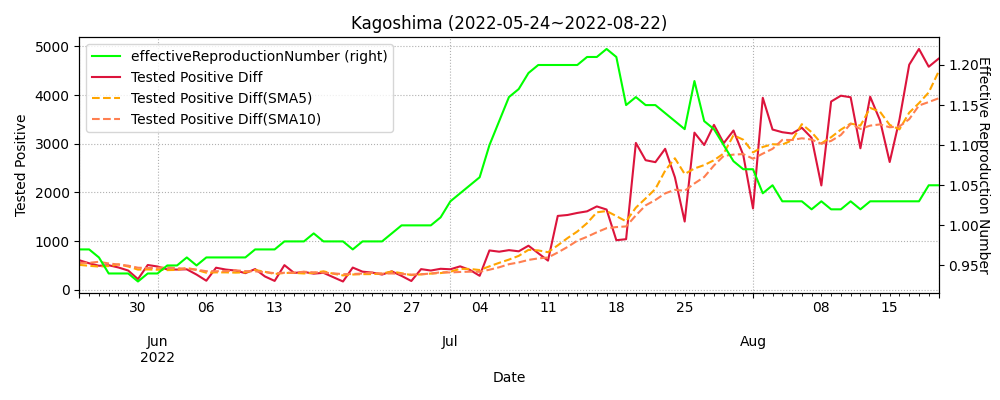 Kagoshima (2022-05-24~2022-08-22)
effectiveReproductionNumber (right)
Tested Positive Diff
Tested Positive Diff(SMA5)
Tested Positive Diff(SMA10)
Tested Positive
5000
4000
3000
2000
1000
0
Effective Reproduction Number
1.20
1.15
1.10
1.05
1.00
0.95
30 06 13 20 27 04 11 18 25 08 15
Jun Jul Aug
2022
Date